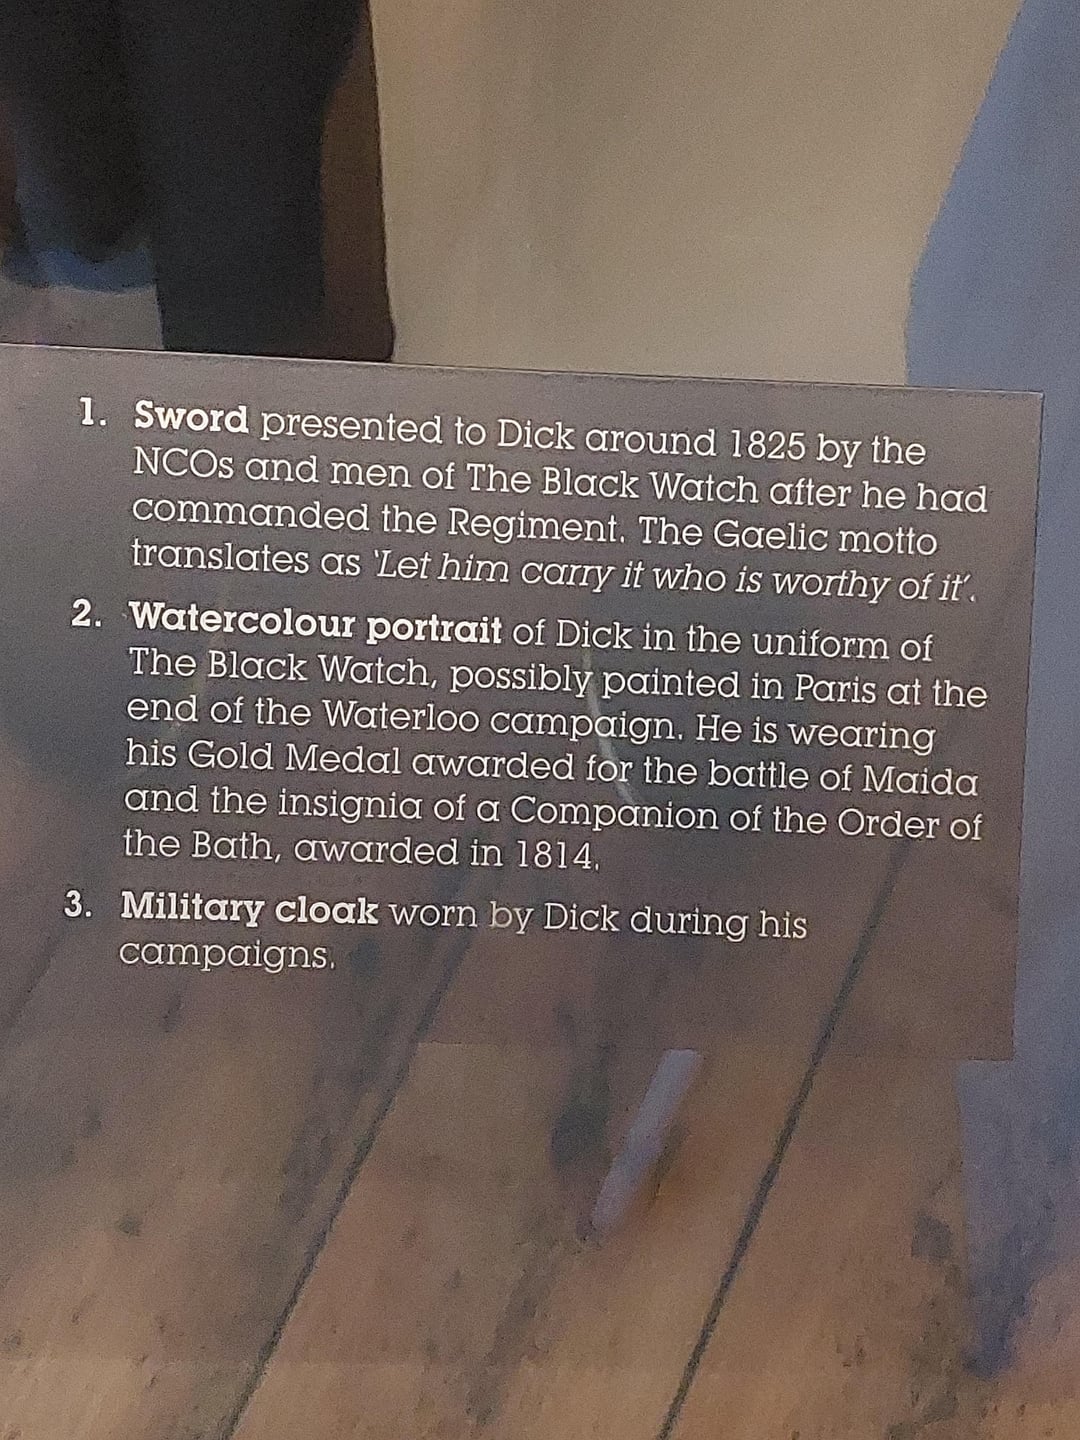 1. Sword presented to Dick around 1825 by the
NCOs and men of The Black Watch after he had
commanded the Regiment. The Gaelic motto
translates as 'Let him carry it who is worthy of it'.
2. Watercolour portrait of Dick in the uniform of
The Black Watch, possibly painted in Paris at the
end of the Waterloo campaign. He is wearing
his Gold Medal awarded for the battle of Maida
and the insignia of a Companion of the Order of
the Bath, awarded in 1814.
3. Military cloak worn by Dick during his
campaigns.